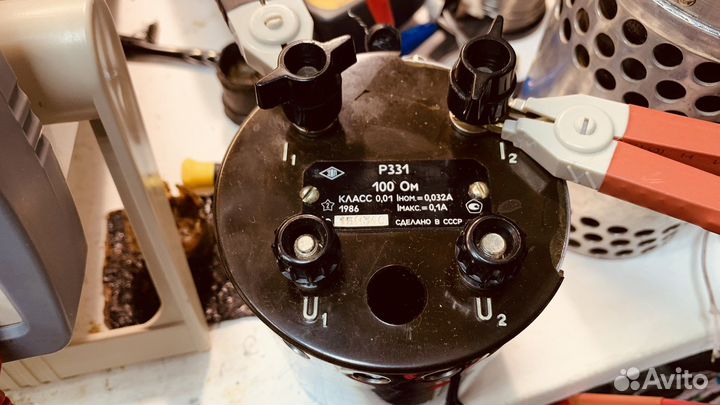 I₁
I₂
Р331
100 Ом
КЛАСС 0,01 Iном.=0,032А
1986 Iмакс.=0,1А
СДЕЛАНО В СССР
U₁
U₂
Avito